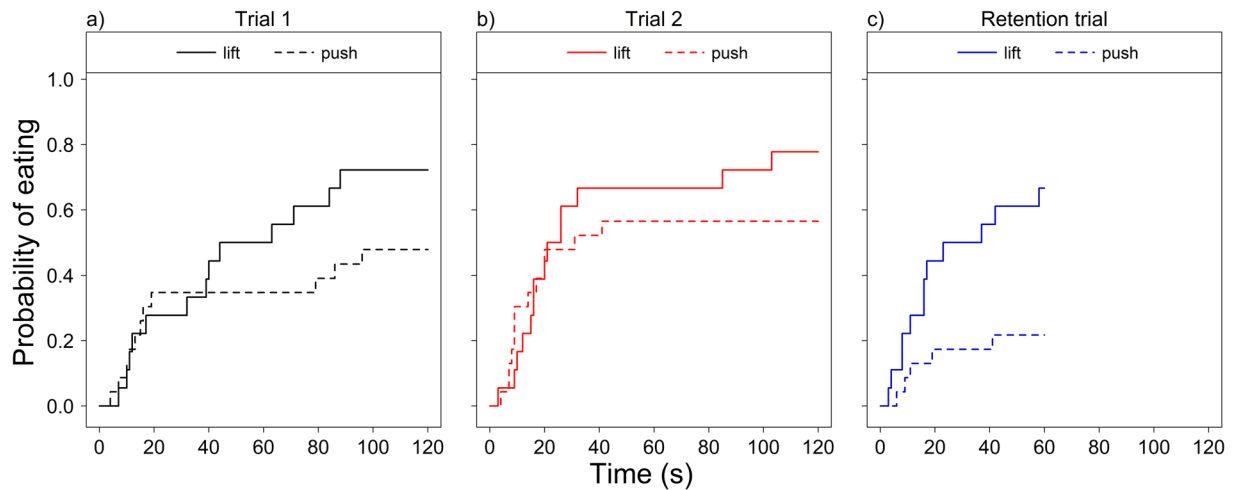 a) Trial 1
lift push
b) Trial 2
lift push
c) Retention trial
lift push
Probability of eating
1.0
0.8
0.6
0.4
0.2
0.0
0 20 40 60 80 100 120
0 20 40 60 80 100 120
0 20 40 60 80 100 120
Time (s)